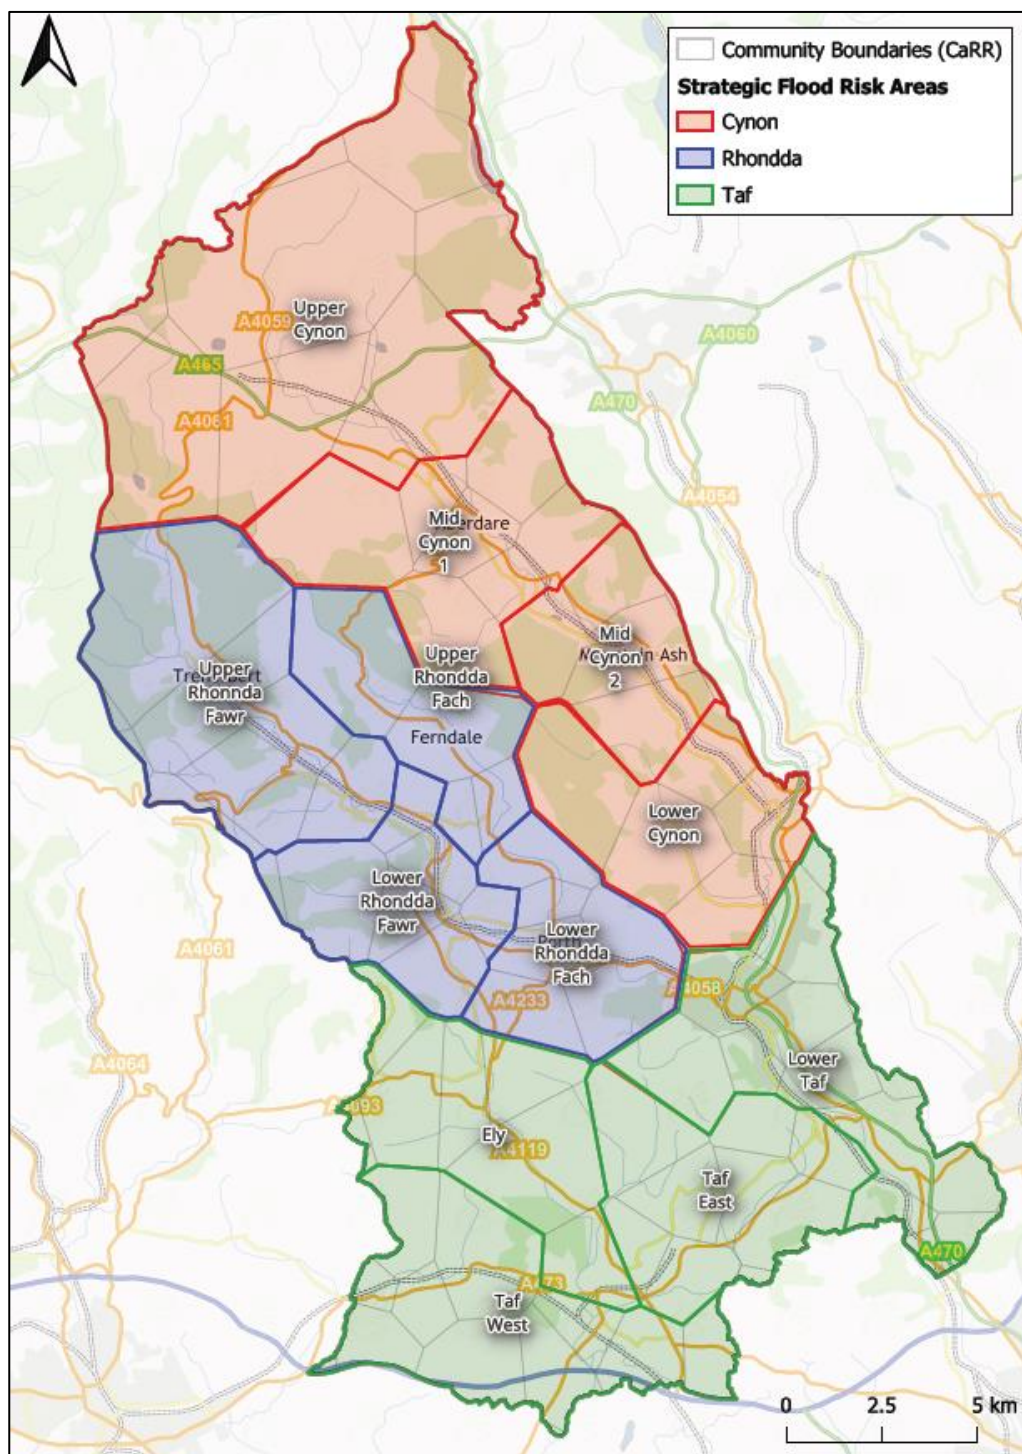 Community Boundaries (CaRR)
Strategic Flood Risk Areas
Cynon
Rhondda
Taf
Upper
Cynon
A4059
A465
A4061
A4060
A470
A4054
Mid
Cynon
1
Mid
Cynon
2
Ash
Upper
Rhondda
Fach
Upper
Rhonnda
Fawr
Ferndale
Lower
Cynon
Lower
Rhondda
Fawr
Lower
Rhondda
Fach
A4061
A4233
A4058
A4064
Lower
Taf
Ely
A4119
Taf
East
A470
Taf
West
0 2.5 5 km